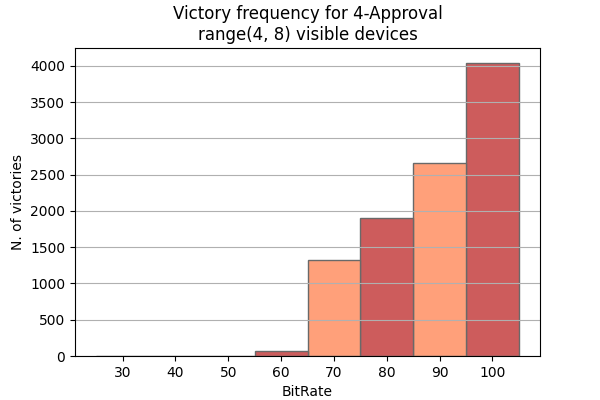 Victory frequency for 4-Approval
range(4, 8) visible devices
N. of victories
4000
3500
3000
2500
2000
1500
1000
500
0
30 40 50 60 70 80 90 100
BitRate